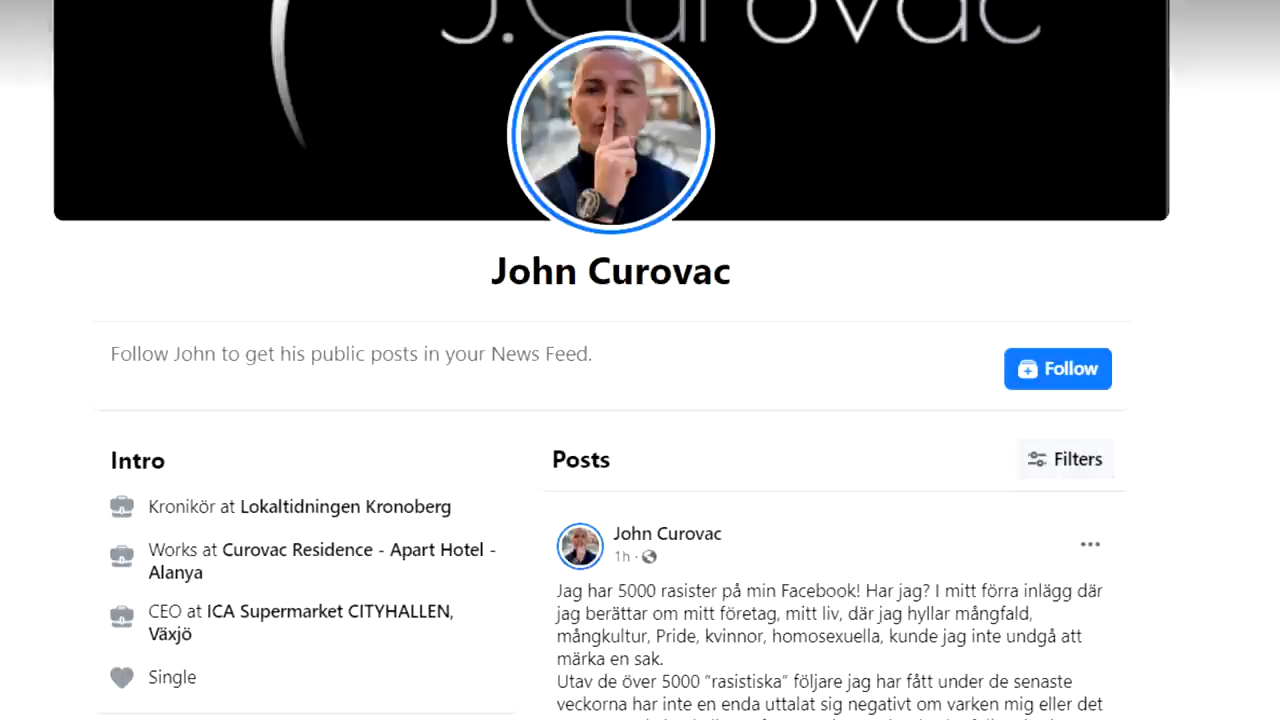 J.Curovac
John Curovac
Follow John to get his public posts in your News Feed.
Follow
Intro
Kronikör at Lokaltidningen Kronoberg
Works at Curovac Residence - Apart Hotel -
Alanya
CEO at ICA Supermarket CITYHALLEN,
Växjö
Single
Posts
Filters
John Curovac
1h ·
Jag har 5000 rasister på min Facebook! Har jag? I mitt förra inlägg där
jag berättar om mitt företag, mitt liv, där jag hyllar mångfald,
mångkultur, Pride, kvinnor, homosexuella, kunde jag inte undgå att
märka en sak.
Utav de över 5000 ”rasistiska” följare jag har fått under de senaste
veckorna har inte en enda uttalat sig negativt om varken mig eller det